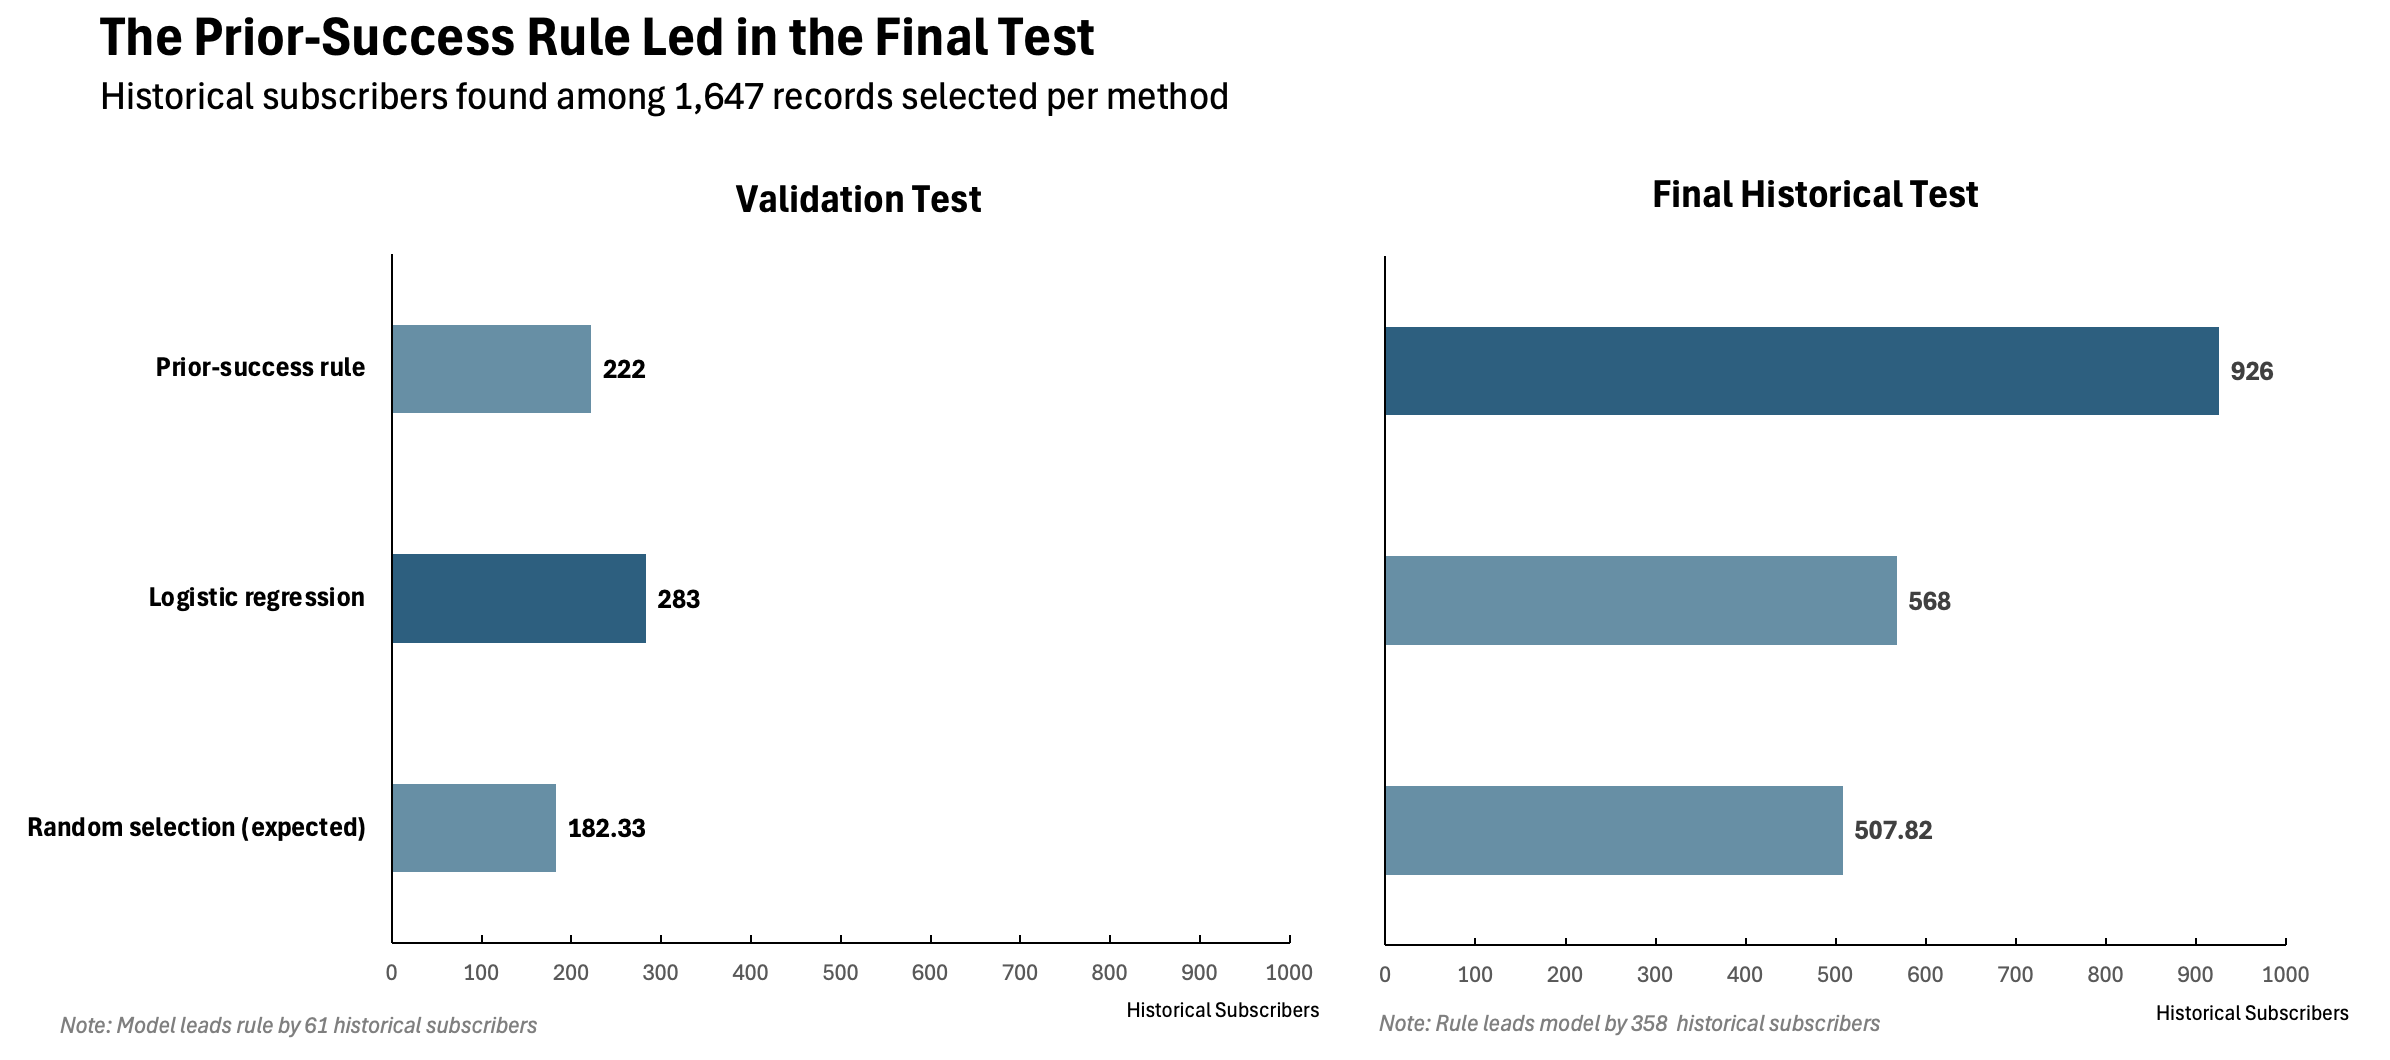 The Prior-Success Rule Led in the Final Test
Historical subscribers found among 1,647 records selected per method
Validation Test
Prior-success rule
222
Logistic regression
283
Random selection (expected)
182.33
0 100 200 300 400 500 600 700 800 900 1000
Historical Subscribers
Note: Model leads rule by 61 historical subscribers
Final Historical Test
926
568
507.82
0 100 200 300 400 500 600 700 800 900 1000
Historical Subscribers
Note: Rule leads model by 358  historical subscribers